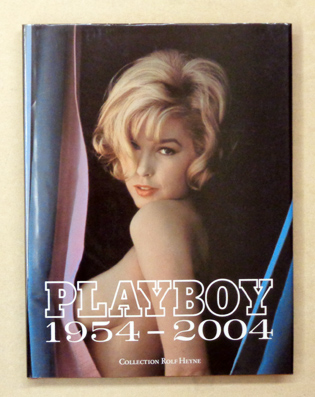 PLAYBOY
1954–2004
Collection Rolf Heyne